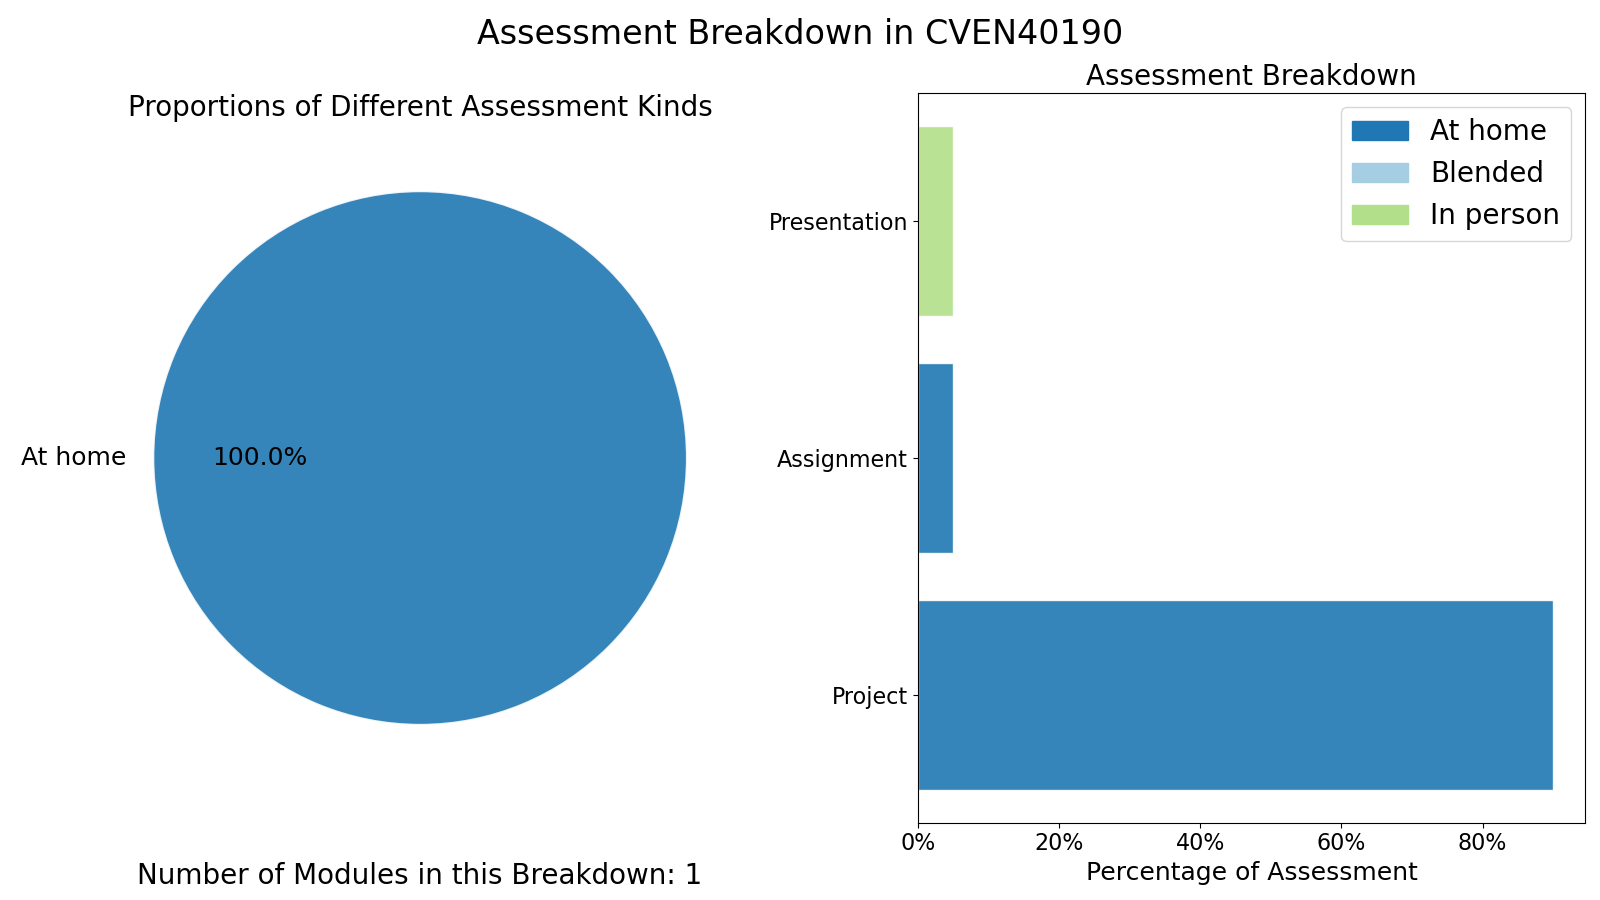 Assessment Breakdown in CVEN40190
Proportions of Different Assessment Kinds
At home
100.0%
Number of Modules in this Breakdown: 1
Assessment Breakdown
At home
Blended
In person
Presentation
Assignment
Project
0% 20% 40% 60% 80%
Percentage of Assessment